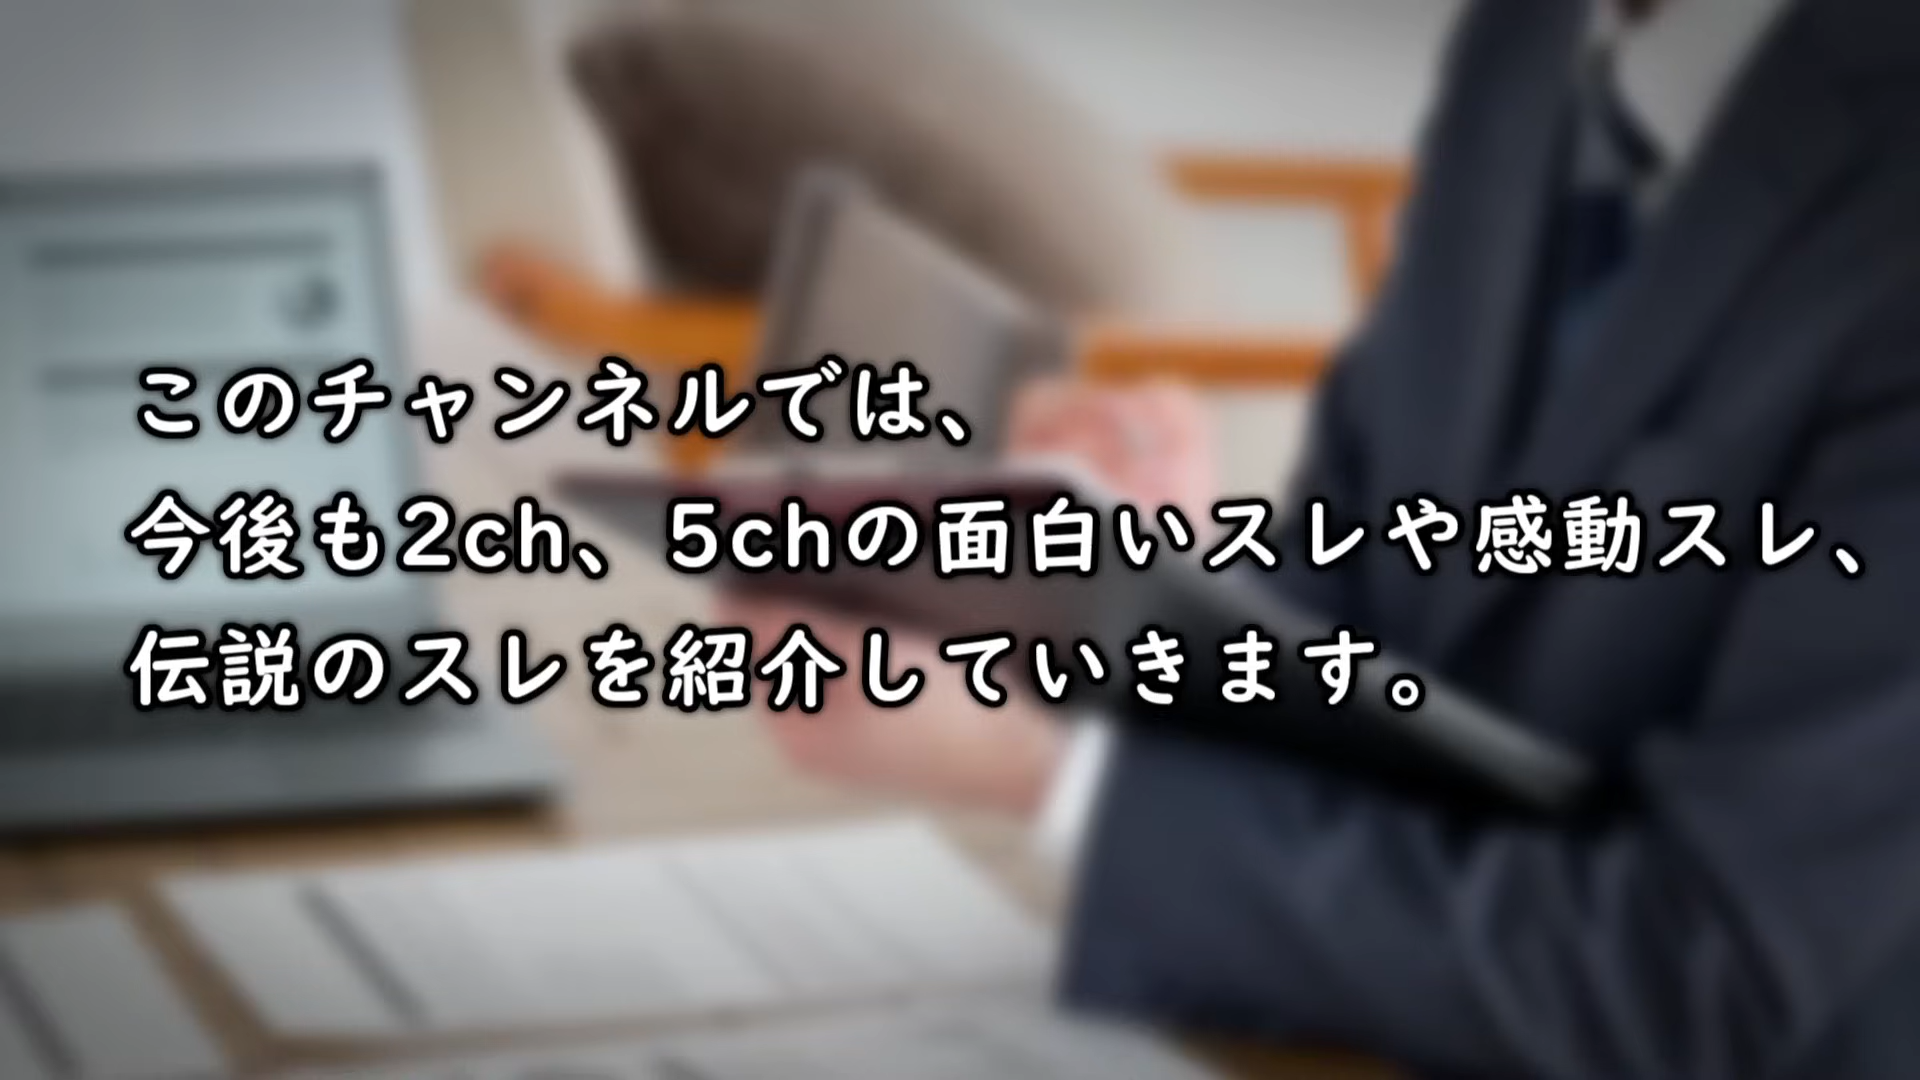 このチャンネルでは、
今後も2ch、5chの面白いスレや感動スレ、
伝説のスレを紹介していきます。